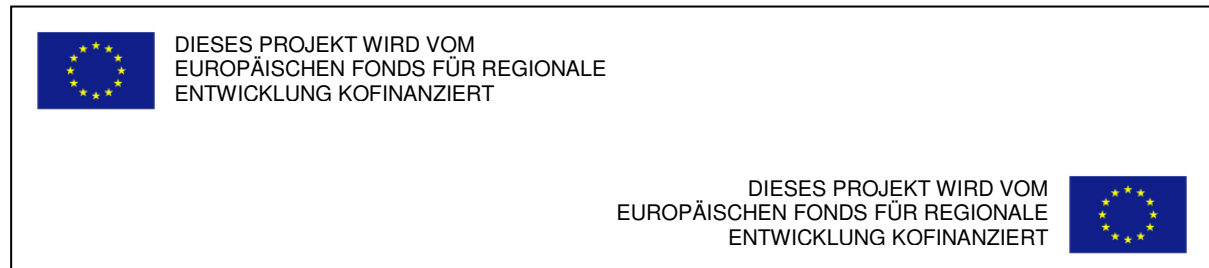 DIESES PROJEKT WIRD VOM
EUROPÄISCHEN FONDS FÜR REGIONALE
ENTWICKLUNG KOFINANZIERT
DIESES PROJEKT WIRD VOM
EUROPÄISCHEN FONDS FÜR REGIONALE
ENTWICKLUNG KOFINANZIERT